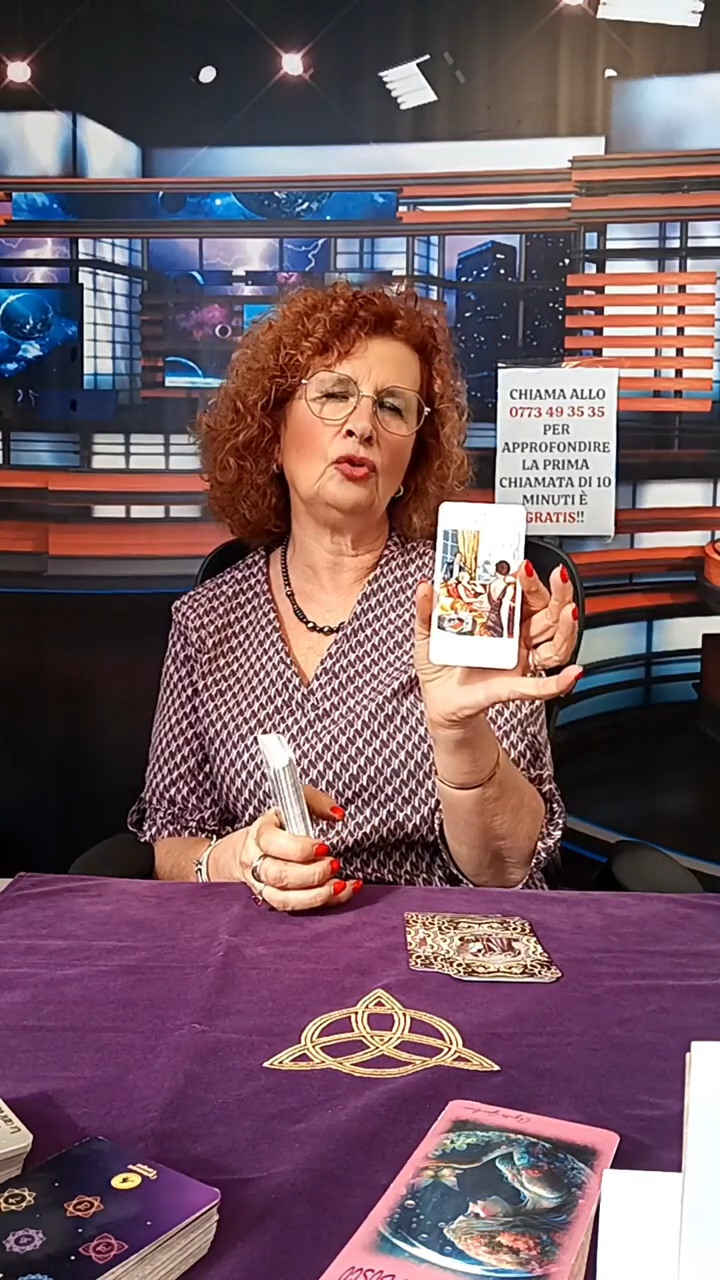 CHIAMA ALLO
0773 49 35 35
PER
APPROFONDIRE
LA PRIMA
CHIAMATA DI 10
MINUTI È
GRATIS!!